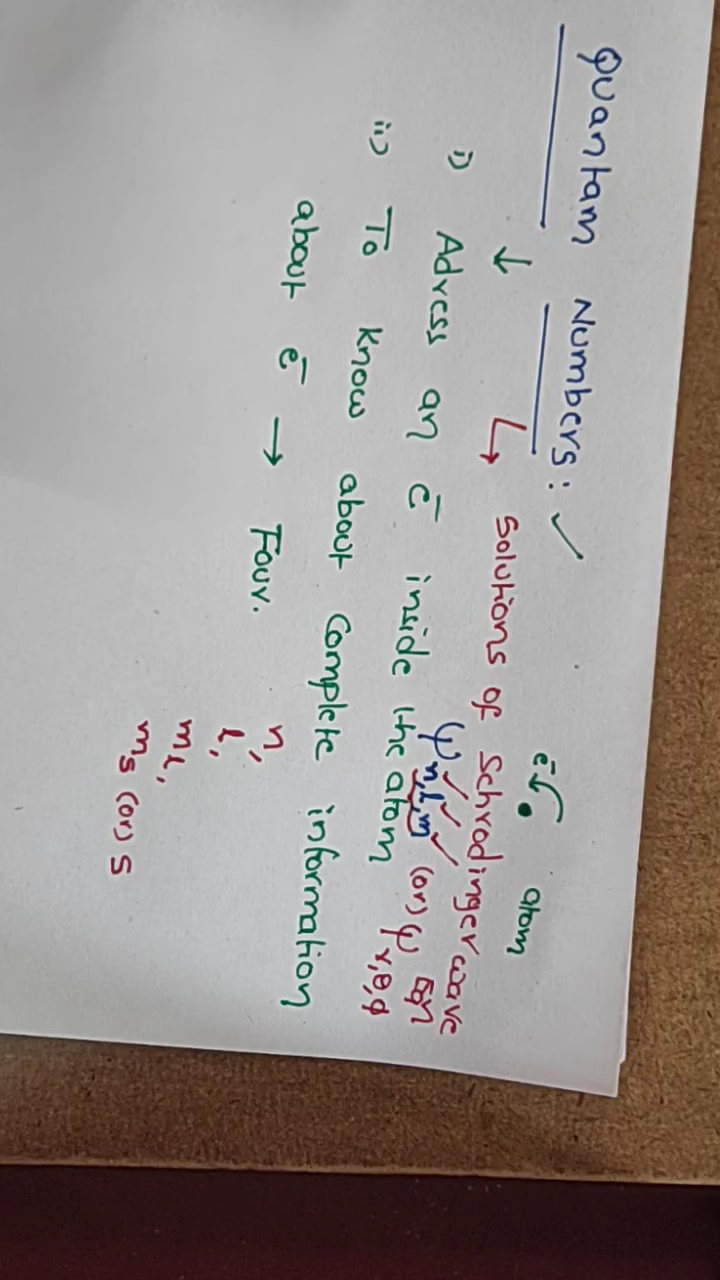 Quantam Numbers: ✓
↓
↳ Solutions of Schrodinger wave Eqn
ē atom
ψn,l,m (or) ψr,θ,φ
i) Adress an ē inside the atom
ii) To know about complete information
about ē → Four.
n,
l,
ml,
ms (or) s